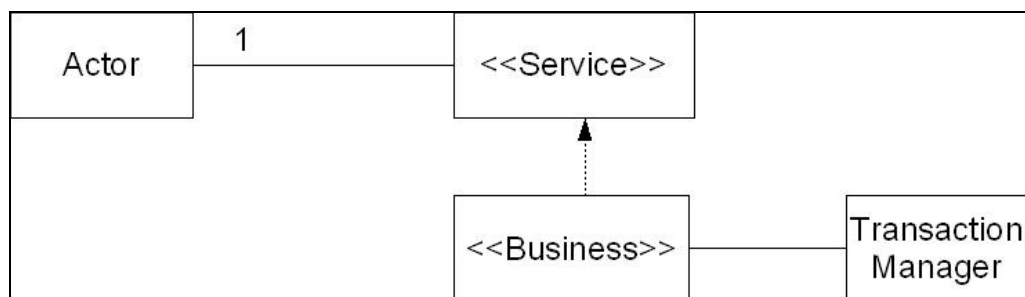 Actor
1
<<Service>>
<<Business>>
Transaction
Manager